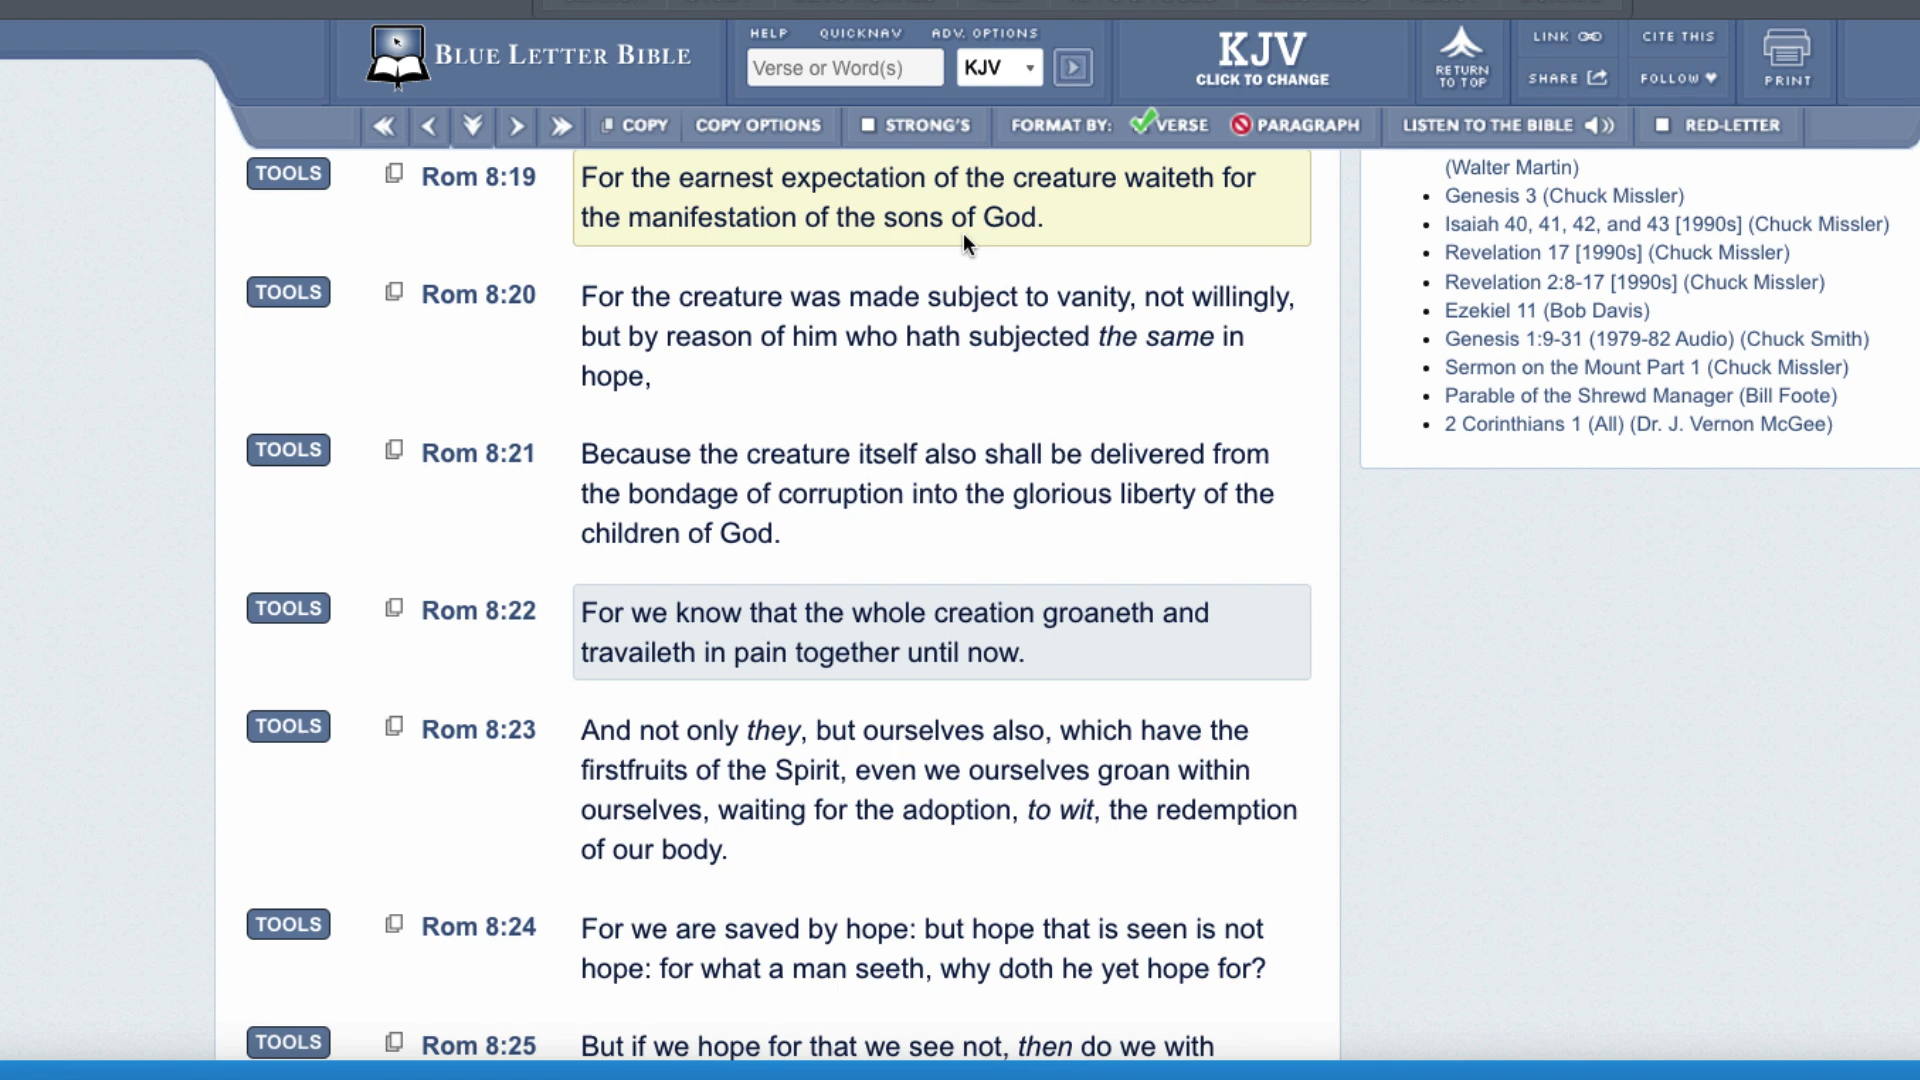 BLUE LETTER BIBLE
HELP QUICKNAV ADV. OPTIONS
Verse or Word(s) KJV
KJV
CLICK TO CHANGE
RETURN
TO TOP
LINK
SHARE
CITE THIS
FOLLOW
PRINT
COPY COPY OPTIONS STRONG'S FORMAT BY: VERSE PARAGRAPH LISTEN TO THE BIBLE RED-LETTER
TOOLS Rom 8:19 For the earnest expectation of the creature waiteth for
the manifestation of the sons of God.
TOOLS Rom 8:20 For the creature was made subject to vanity, not willingly,
but by reason of him who hath subjected the same in
hope,
TOOLS Rom 8:21 Because the creature itself also shall be delivered from
the bondage of corruption into the glorious liberty of the
children of God.
TOOLS Rom 8:22 For we know that the whole creation groaneth and
travaileth in pain together until now.
TOOLS Rom 8:23 And not only they, but ourselves also, which have the
firstfruits of the Spirit, even we ourselves groan within
ourselves, waiting for the adoption, to wit, the redemption
of our body.
TOOLS Rom 8:24 For we are saved by hope: but hope that is seen is not
hope: for what a man seeth, why doth he yet hope for?
TOOLS Rom 8:25 But if we hope for that we see not, then do we with
(Walter Martin)
Genesis 3 (Chuck Missler)
Isaiah 40, 41, 42, and 43 [1990s] (Chuck Missler)
Revelation 17 [1990s] (Chuck Missler)
Revelation 2:8-17 [1990s] (Chuck Missler)
Ezekiel 11 (Bob Davis)
Genesis 1:9-31 (1979-82 Audio) (Chuck Smith)
Sermon on the Mount Part 1 (Chuck Missler)
Parable of the Shrewd Manager (Bill Foote)
2 Corinthians 1 (All) (Dr. J. Vernon McGee)